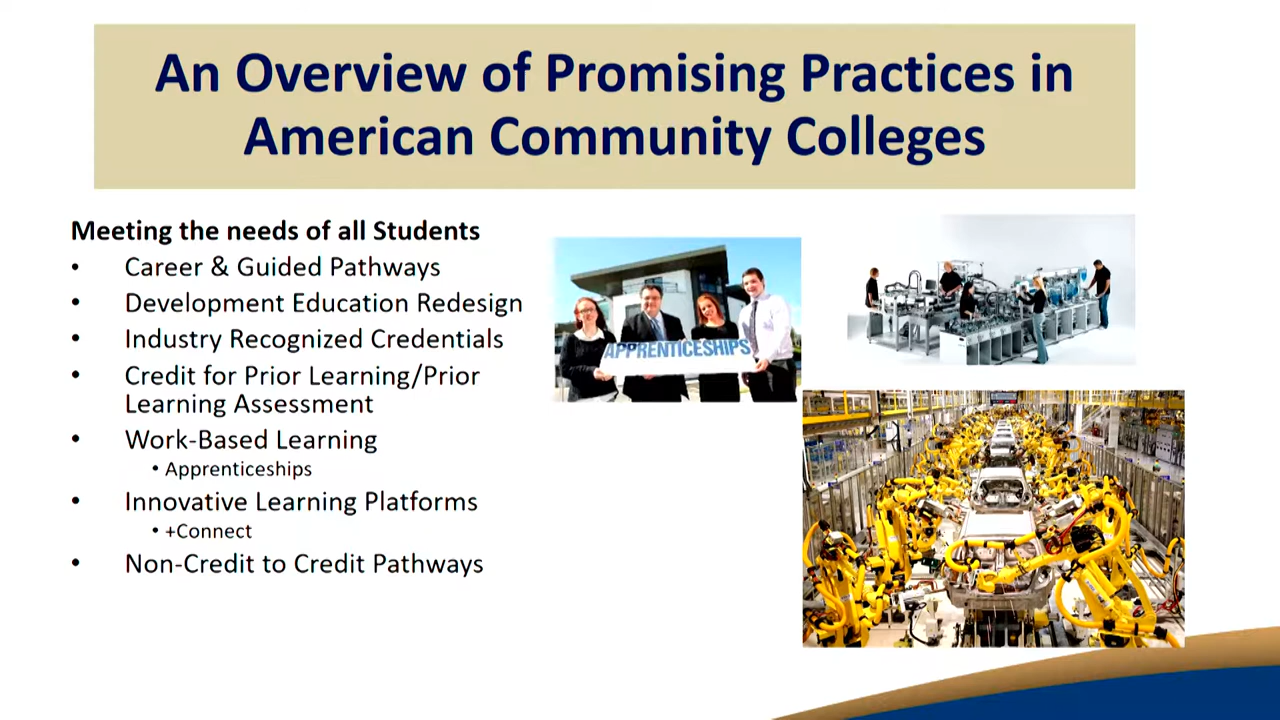 An Overview of Promising Practices in
American Community Colleges
Meeting the needs of all Students
• Career & Guided Pathways
• Development Education Redesign
• Industry Recognized Credentials
• Credit for Prior Learning/Prior
Learning Assessment
• Work-Based Learning
• Apprenticeships
• Innovative Learning Platforms
• +Connect
• Non-Credit to Credit Pathways
APPRENTICESHIPS